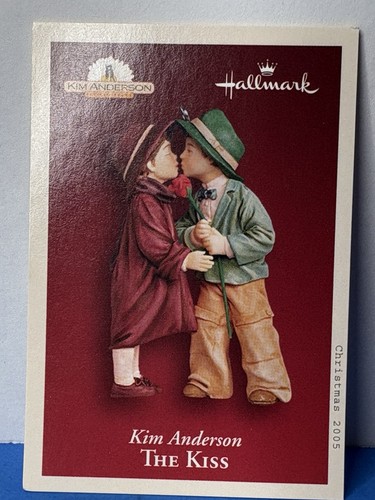 KIM ANDERSON
Hallmark
Christmas 2005
Kim Anderson
THE KISS